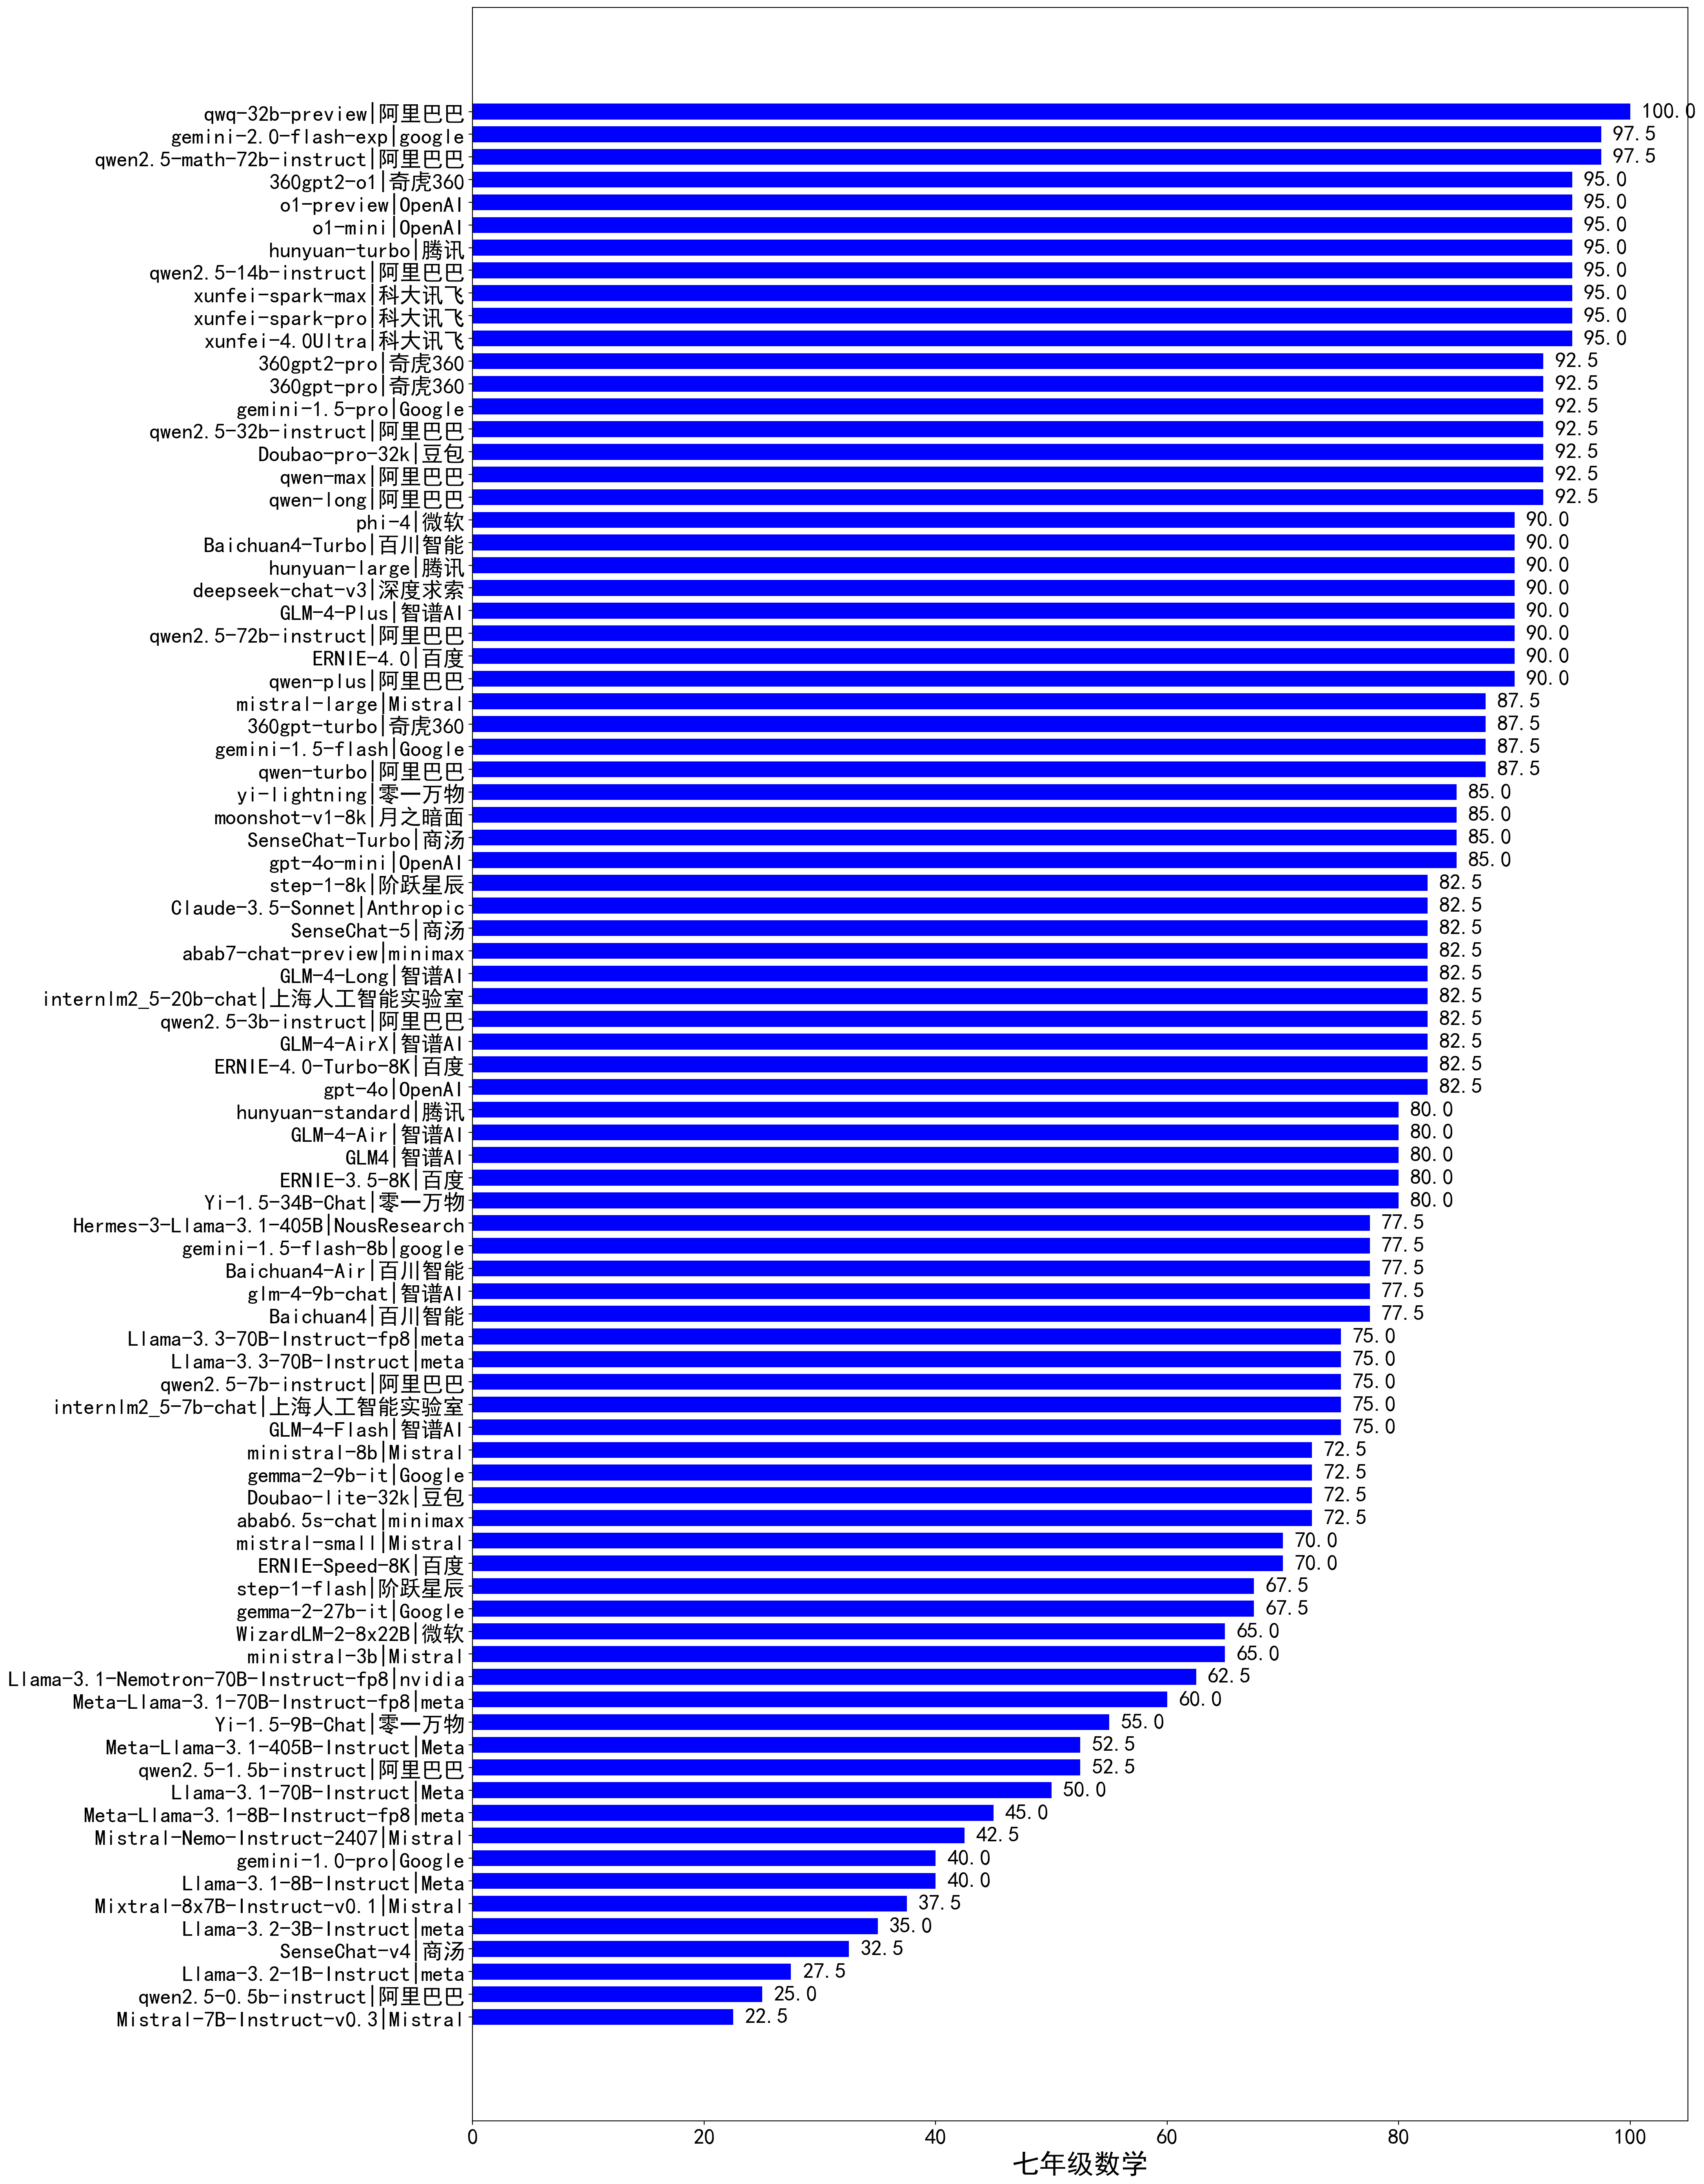 qwq-32b-preview|阿里巴巴 100.0
gemini-2.0-flash-exp|google 97.5
qwen2.5-math-72b-instruct|阿里巴巴 97.5
360gpt2-o1|奇虎360 95.0
o1-preview|OpenAI 95.0
o1-mini|OpenAI 95.0
hunyuan-turbo|腾讯 95.0
qwen2.5-14b-instruct|阿里巴巴 95.0
xunfei-spark-max|科大讯飞 95.0
xunfei-spark-pro|科大讯飞 95.0
xunfei-4.0Ultra|科大讯飞 95.0
360gpt2-pro|奇虎360 92.5
360gpt-pro|奇虎360 92.5
gemini-1.5-pro|Google 92.5
qwen2.5-32b-instruct|阿里巴巴 92.5
Doubao-pro-32k|豆包 92.5
qwen-max|阿里巴巴 92.5
qwen-long|阿里巴巴 92.5
phi-4|微软 90.0
Baichuan4-Turbo|百川智能 90.0
hunyuan-large|腾讯 90.0
deepseek-chat-v3|深度求索 90.0
GLM-4-Plus|智谱AI 90.0
qwen2.5-72b-instruct|阿里巴巴 90.0
ERNIE-4.0|百度 90.0
qwen-plus|阿里巴巴 90.0
mistral-large|Mistral 87.5
360gpt-turbo|奇虎360 87.5
gemini-1.5-flash|Google 87.5
qwen-turbo|阿里巴巴 87.5
yi-lightning|零一万物 85.0
moonshot-v1-8k|月之暗面 85.0
SenseChat-Turbo|商汤 85.0
gpt-4o-mini|OpenAI 85.0
step-1-8k|阶跃星辰 82.5
Claude-3.5-Sonnet|Anthropic 82.5
SenseChat-5|商汤 82.5
abab7-chat-preview|minimax 82.5
GLM-4-Long|智谱AI 82.5
internlm2_5-20b-chat|上海人工智能实验室 82.5
qwen2.5-3b-instruct|阿里巴巴 82.5
GLM-4-AirX|智谱AI 82.5
ERNIE-4.0-Turbo-8K|百度 82.5
gpt-4o|OpenAI 82.5
hunyuan-standard|腾讯 80.0
GLM-4-Air|智谱AI 80.0
GLM4|智谱AI 80.0
ERNIE-3.5-8K|百度 80.0
Yi-1.5-34B-Chat|零一万物 80.0
Hermes-3-Llama-3.1-405B|NousResearch 77.5
gemini-1.5-flash-8b|google 77.5
Baichuan4-Air|百川智能 77.5
glm-4-9b-chat|智谱AI 77.5
Baichuan4|百川智能 77.5
Llama-3.3-70B-Instruct-fp8|meta 75.0
Llama-3.3-70B-Instruct|meta 75.0
qwen2.5-7b-instruct|阿里巴巴 75.0
internlm2_5-7b-chat|上海人工智能实验室 75.0
GLM-4-Flash|智谱AI 75.0
ministral-8b|Mistral 72.5
gemma-2-9b-it|Google 72.5
Doubao-lite-32k|豆包 72.5
abab6.5s-chat|minimax 72.5
mistral-small|Mistral 70.0
ERNIE-Speed-8K|百度 70.0
step-1-flash|阶跃星辰 67.5
gemma-2-27b-it|Google 67.5
WizardLM-2-8x22B|微软 65.0
ministral-3b|Mistral 65.0
Llama-3.1-Nemotron-70B-Instruct-fp8|nvidia 62.5
Meta-Llama-3.1-70B-Instruct-fp8|meta 60.0
Yi-1.5-9B-Chat|零一万物 55.0
Meta-Llama-3.1-405B-Instruct|Meta 52.5
qwen2.5-1.5b-instruct|阿里巴巴 52.5
Llama-3.1-70B-Instruct|Meta 50.0
Meta-Llama-3.1-8B-Instruct-fp8|meta 45.0
Mistral-Nemo-Instruct-2407|Mistral 42.5
gemini-1.0-pro|Google 40.0
Llama-3.1-8B-Instruct|Meta 40.0
Mixtral-8x7B-Instruct-v0.1|Mistral 37.5
Llama-3.2-3B-Instruct|meta 35.0
SenseChat-v4|商汤 32.5
Llama-3.2-1B-Instruct|meta 27.5
qwen2.5-0.5b-instruct|阿里巴巴 25.0
Mistral-7B-Instruct-v0.3|Mistral 22.5
0 20 40 60 80 100
七年级数学